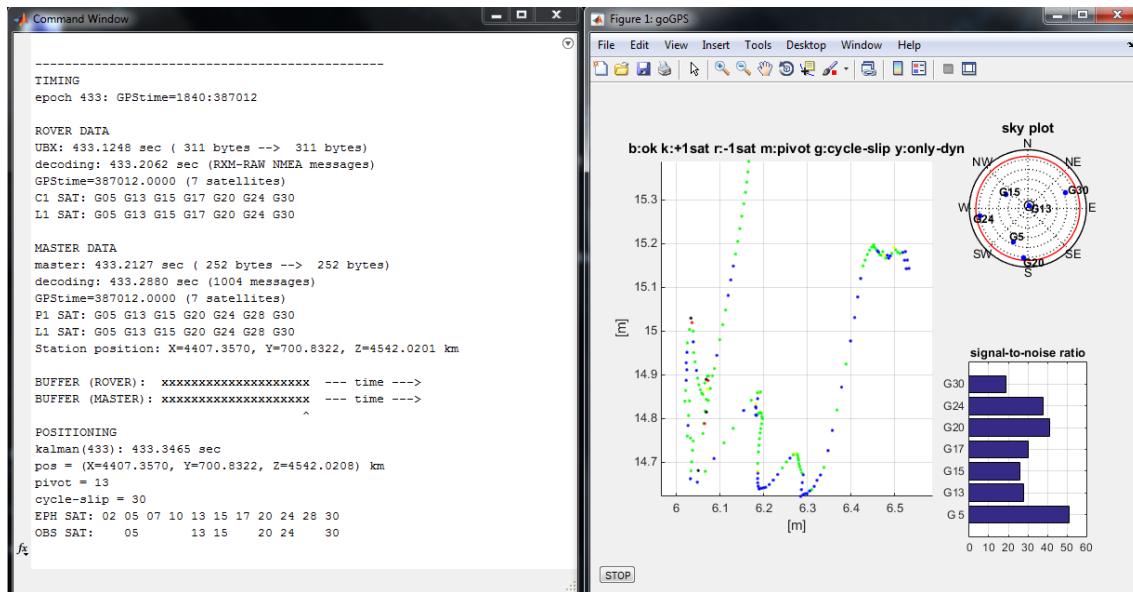 Command Window
------------------------------------------------
TIMING
epoch 433: GPStime=1840:387012
ROVER DATA
UBX: 433.1248 sec ( 311 bytes --> 311 bytes)
decoding: 433.2062 sec (RXM-RAW NMEA messages)
GPStime=387012.0000 (7 satellites)
C1 SAT: G05 G13 G15 G17 G20 G24 G30
L1 SAT: G05 G13 G15 G17 G20 G24 G30
MASTER DATA
master: 433.2127 sec ( 252 bytes --> 252 bytes)
decoding: 433.2880 sec (1004 messages)
GPStime=387012.0000 (7 satellites)
P1 SAT: G05 G13 G15 G20 G24 G28 G30
L1 SAT: G05 G13 G15 G20 G24 G28 G30
Station position: X=4407.3570, Y=700.8322, Z=4542.0201 km
BUFFER (ROVER): xxxxxxxxxxxxxxxxxxxx --- time --->
BUFFER (MASTER): xxxxxxxxxxxxxxxxxxxx --- time --->
^
POSITIONING
kalman(433): 433.3465 sec
pos = (X=4407.3570, Y=700.8322, Z=4542.0208) km
pivot = 13
cycle-slip = 30
EPH SAT: 02 05 07 10 13 15 17 20 24 28 30
OBS SAT: 05 13 15 20 24 30
fx
Figure 1: goGPS
File Edit View Insert Tools Desktop Window Help
b:ok k:+1sat r:-1sat m:pivot g:cycle-slip y:only-dyn
15.3
15.2
15.1
15
14.9
14.8
14.7
[m]
6 6.1 6.2 6.3 6.4 6.5
[m]
sky plot
N
NW NE
G15 G30
W G13 E
G24
G5
SW SE
G20
S
signal-to-noise ratio
G30
G24
G20
G17
G15
G13
G 5
0 10 20 30 40 50 60
STOP